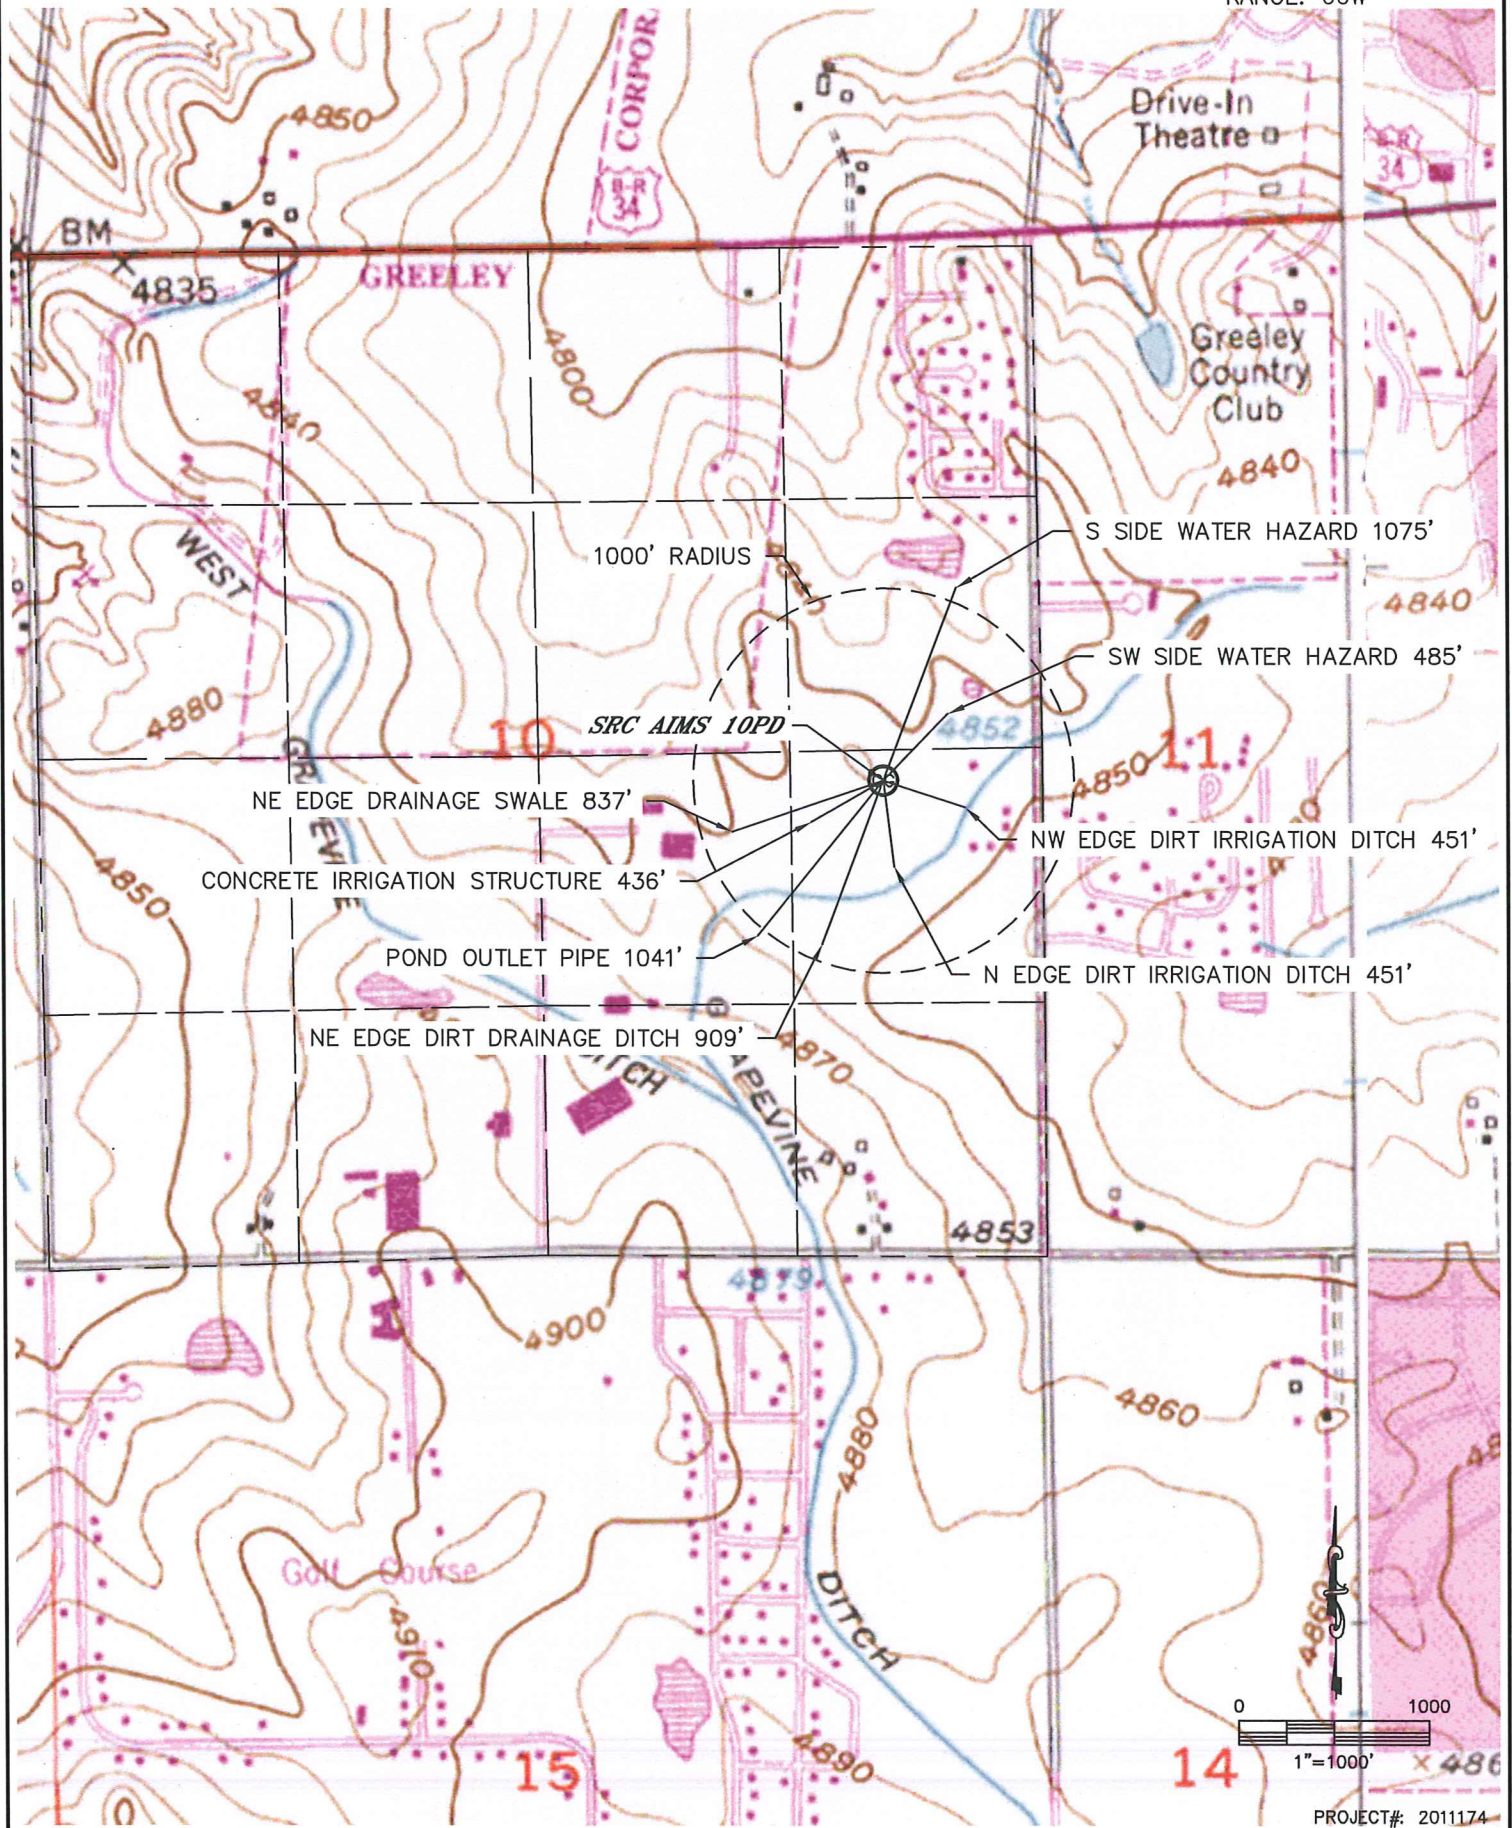 CORPOR
4850
Drive-In
Theatre
B-R
34
B-R
34
BM
4835
GREELEY
4800
Greeley
Country
Club
4840
4840
S SIDE WATER HAZARD 1075'
1000' RADIUS
WEST
4840
SW SIDE WATER HAZARD 485'
4880
10
SRC AIMS 10PD
4852
11
4850
NE EDGE DRAINAGE SWALE 837'
NW EDGE DIRT IRRIGATION DITCH 451'
4850
CONCRETE IRRIGATION STRUCTURE 436'
POND OUTLET PIPE 1041'
N EDGE DIRT IRRIGATION DITCH 451'
NE EDGE DIRT DRAINAGE DITCH 909'
4870
APEVINE
4853
4879
4900
4860
4880
Golf Course
4910
DITCH
4860
0 1000
1"=1000'
4890
15
14
486
PROJECT#: 2011174